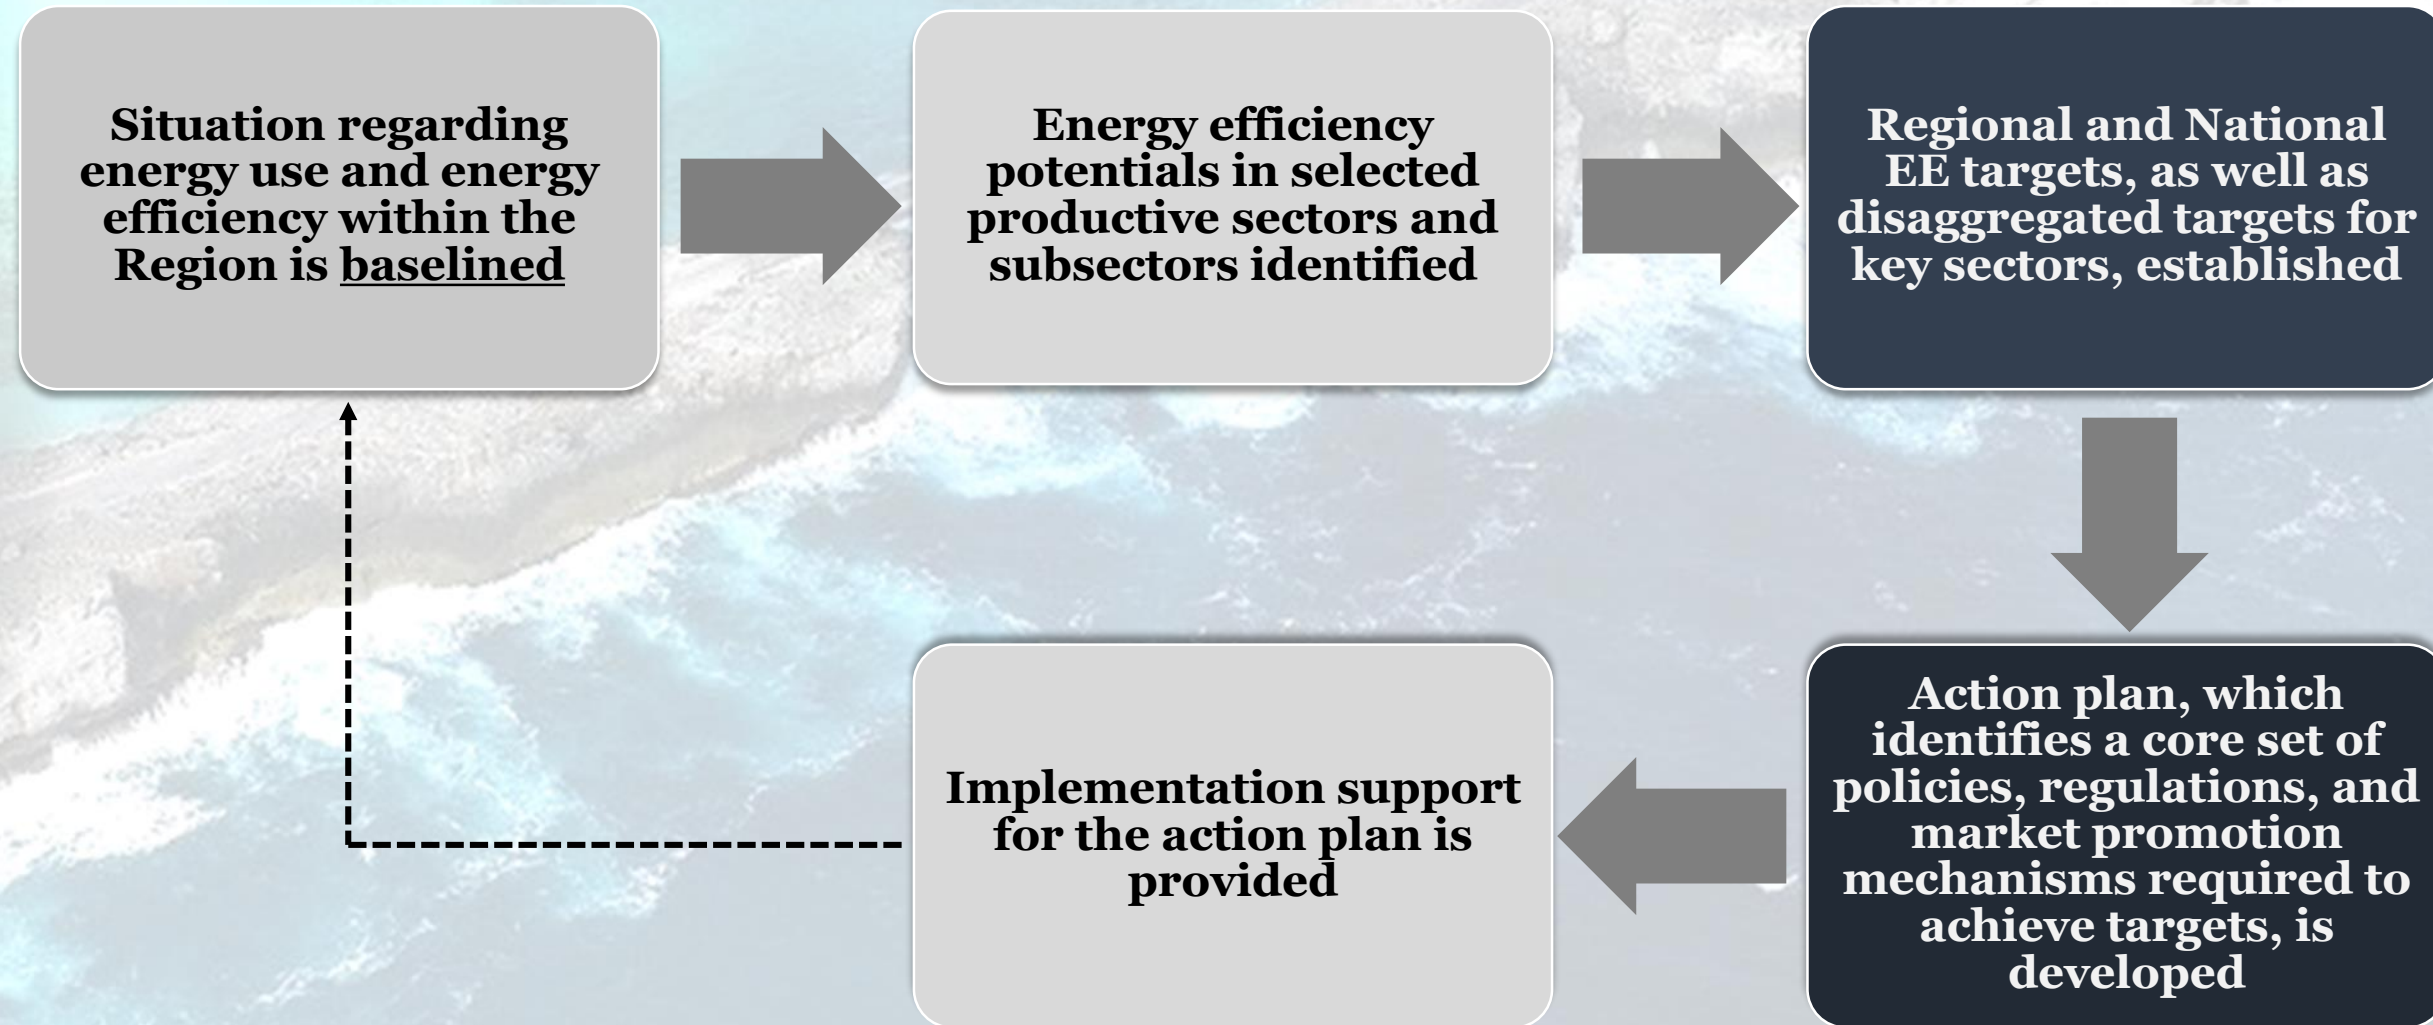 Situation regarding
energy use and energy
efficiency within the
Region is baselined
Energy efficiency
potentials in selected
productive sectors and
subsectors identified
Regional and National
EE targets, as well as
disaggregated targets for
key sectors, established
Action plan, which
identifies a core set of
policies, regulations, and
market promotion
mechanisms required to
achieve targets, is
developed
Implementation support
for the action plan is
provided